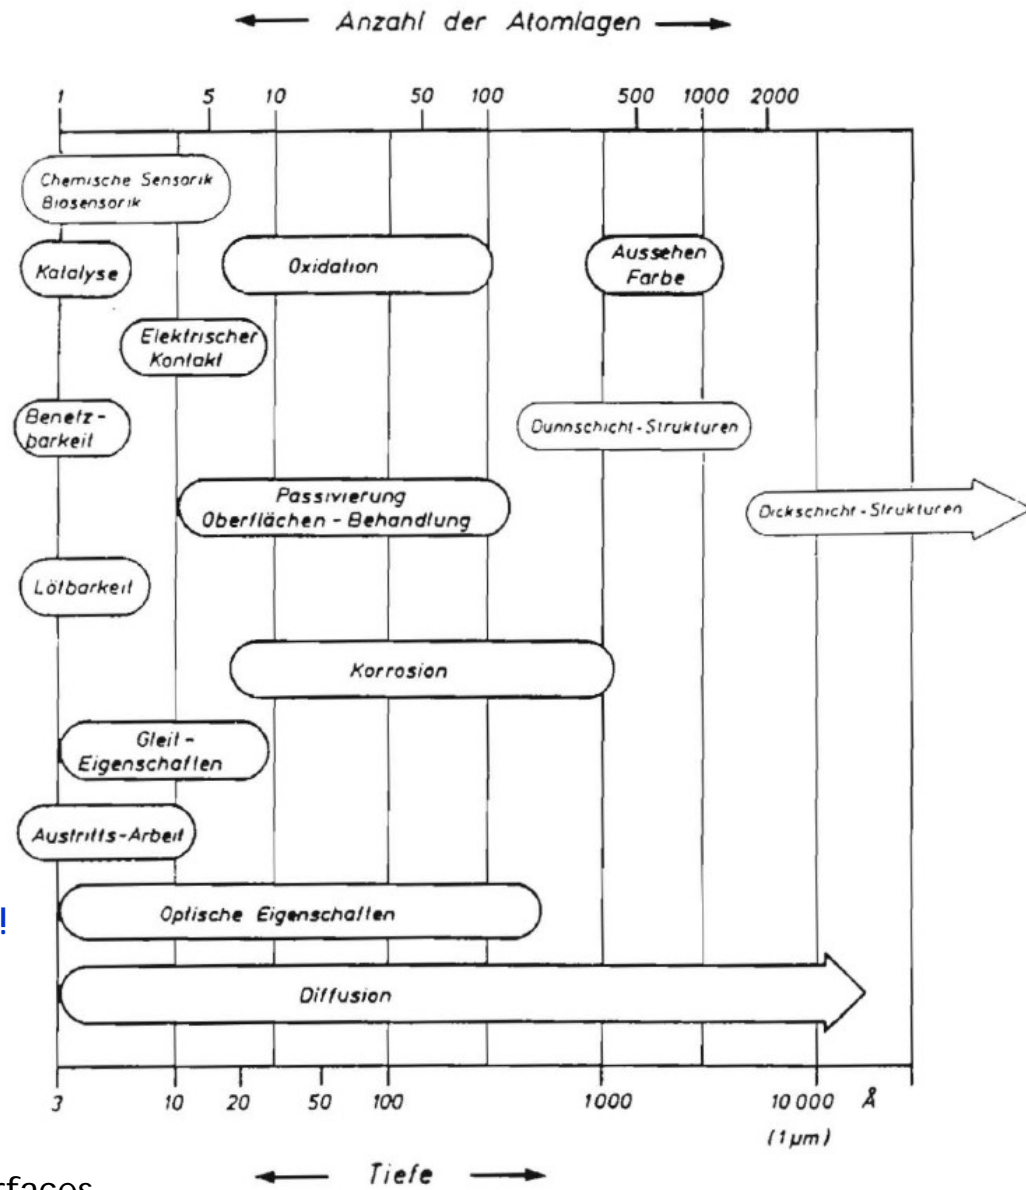 ← Anzahl der Atomlagen →
1 5 10 50 100 500 1000 2000
Chemische Sensorik
Biosensorik
Katalyse
Oxidation
Aussehen
Farbe
Elektrischer
Kontakt
Benetz-
barkeit
Dunnschicht-Strukturen
Passivierung
Oberflächen-Behandlung
Dickschicht-Strukturen
Lötbarkeit
Korrosion
Gleit-
Eigenschaften
Austritts-Arbeit
!
Optische Eigenschaften
Diffusion
3 10 20 50 100 1000 10 000 Å
(1 µm)
← Tiefe →